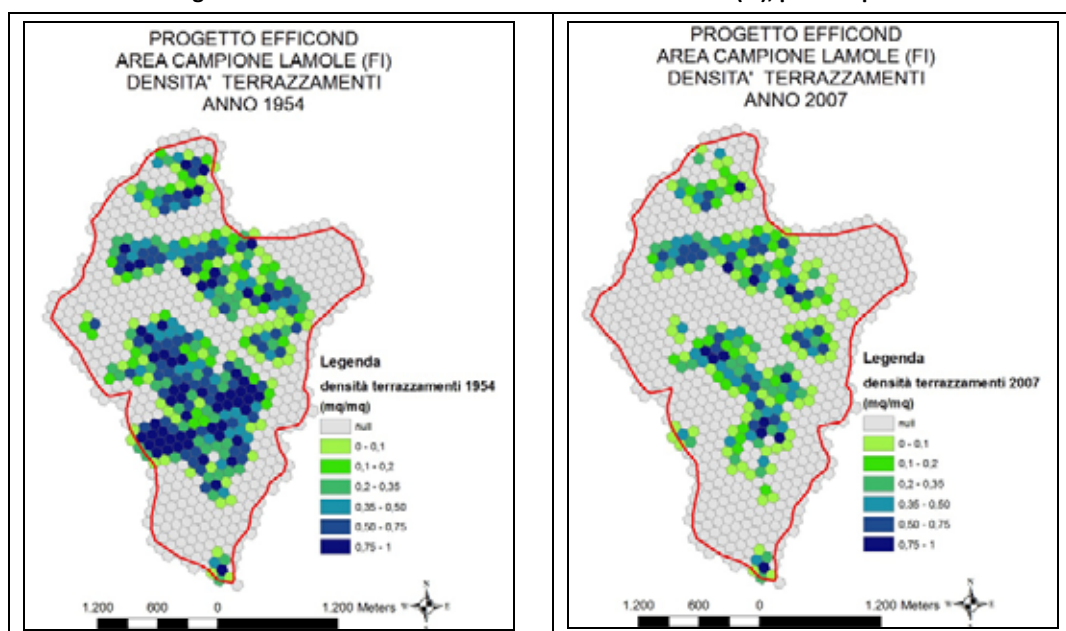 PROGETTO EFFICOND
AREA CAMPIONE LAMOLE (FI)
DENSITA' TERRAZZAMENTI
ANNO 1954
Legenda
densità terrazzamenti 1954
(mq/mq)
null
0 - 0,1
0,1 - 0,2
0,2 - 0,35
0,35 - 0,50
0,50 - 0,75
0,75 - 1
1.200 600 0 1.200 Meters
PROGETTO EFFICOND
AREA CAMPIONE LAMOLE (FI)
DENSITA' TERRAZZAMENTI
ANNO 2007
Legenda
densità terrazzamenti 2007
(mq/mq)
null
0 - 0,1
0,1 - 0,2
0,2 - 0,35
0,35 - 0,50
0,50 - 0,75
0,75 - 1
1.200 600 0 1.200 Meters